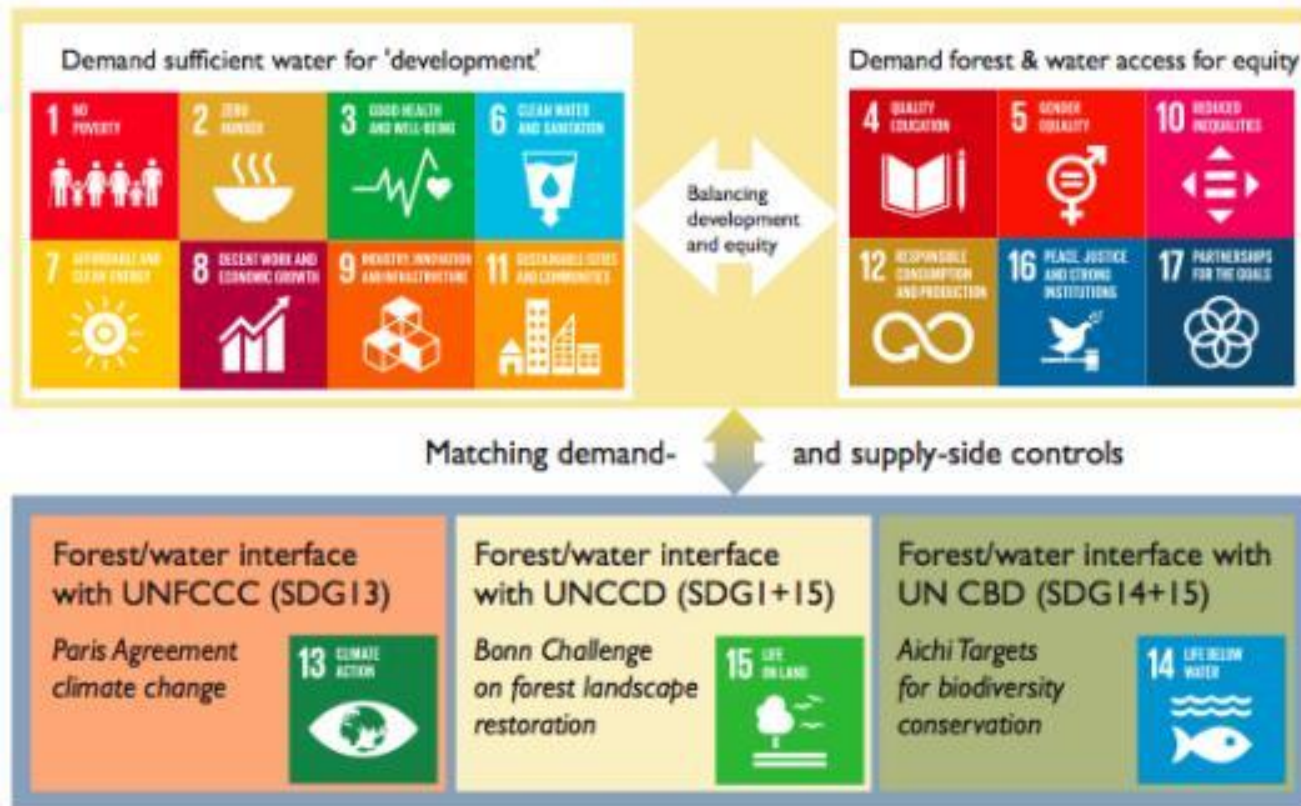 Demand sufficient water for 'development'
1 NO
POVERTY
2 ZERO
HUNGER
3 GOOD HEALTH
AND WELL-BEING
6 CLEAN WATER
AND SANITATION
7 AFFORDABLE AND
CLEAN ENERGY
8 DECENT WORK AND
ECONOMIC GROWTH
9 INDUSTRY, INNOVATION
AND INFRASTRUCTURE
11 SUSTAINABLE CITIES
AND COMMUNITIES
Balancing
development
and equity
Demand forest & water access for equity
4 QUALITY
EDUCATION
5 GENDER
EQUALITY
10 REDUCED
INEQUALITIES
12 RESPONSIBLE
CONSUMPTION
AND PRODUCTION
16 PEACE, JUSTICE
AND STRONG
INSTITUTIONS
17 PARTNERSHIPS
FOR THE GOALS
Matching demand- and supply-side controls
Forest/water interface
with UNFCCC (SDG13)
Paris Agreement
climate change
13 CLIMATE
ACTION
Forest/water interface
with UNCCD (SDG1+15)
Bonn Challenge
on forest landscape
restoration
15 LIFE
ON LAND
Forest/water interface with
UN CBD (SDG14+15)
Aichi Targets
for biodiversity
conservation
14 LIFE BELOW
WATER